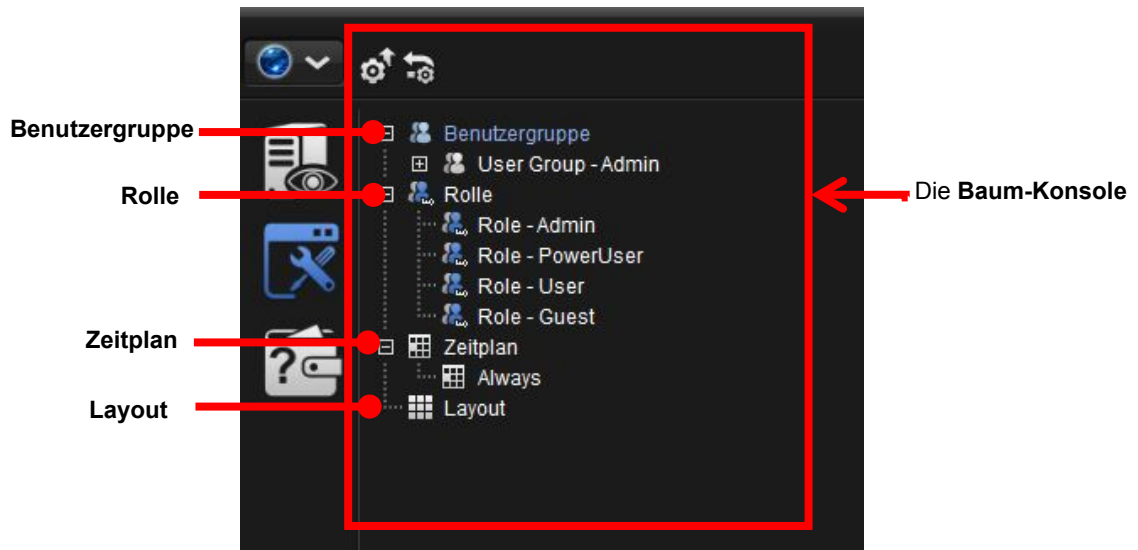 Benutzergruppe
Benutzergruppe
User Group - Admin
Rolle
Rolle
Die Baum-Konsole
Role - Admin
Role - PowerUser
Role - User
Role - Guest
Zeitplan
Zeitplan
?
Always
Layout
Layout